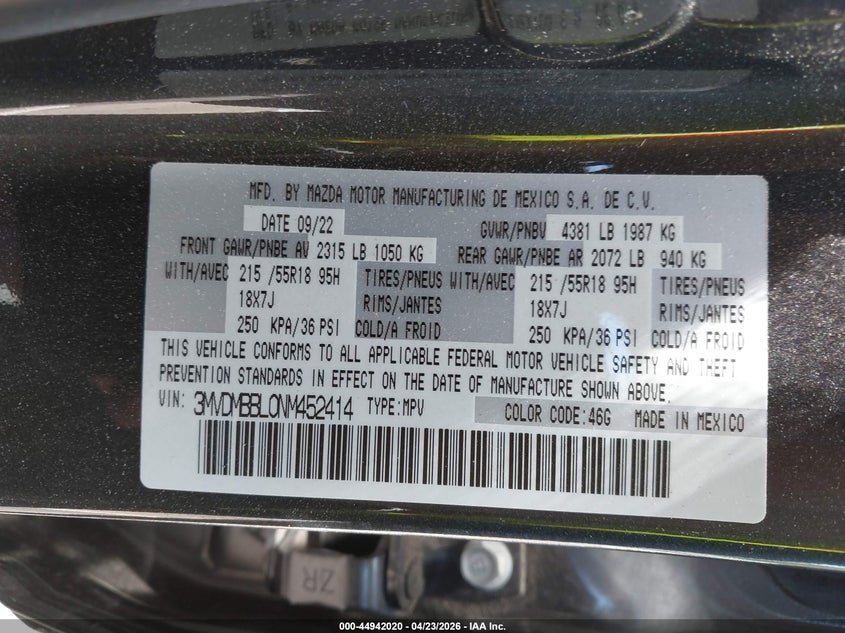 MFD. BY MAZDA MOTOR MANUFACTURING DE MEXICO S.A. DE C.V.
DATE 09/22 GVWR/PNBV 4381 LB 1987 KG
FRONT GAWR/PNBE AV 2315 LB 1050 KG REAR GAWR/PNBE AR 2072 LB 940 KG
WITH/AVEC 215 /55R18 95H TIRES/PNEUS WITH/AVEC 215 /55R18 95H TIRES/PNEUS
18X7J RIMS/JANTES 18X7J RIMS/JANTES
250 KPA/36 PSI COLD/A FROID 250 KPA/36 PSI COLD/A FROID
THIS VEHICLE CONFORMS TO ALL APPLICABLE FEDERAL MOTOR VEHICLE SAFETY AND THEFT
PREVENTION STANDARDS IN EFFECT ON THE DATE OF MANUFACTURE SHOWN ABOVE.
VIN: 3MVDMBBL0NM452414 TYPE:MPV COLOR CODE:46G MADE IN MEXICO
ZR
000-44942020 - 04/23/2026 - IAA Inc.